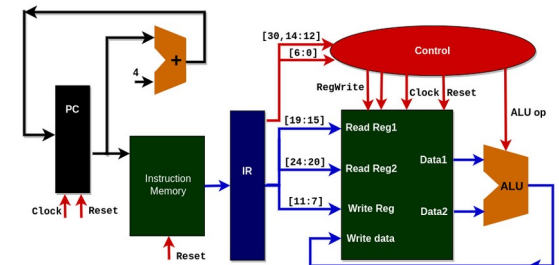 [30,14:12]
[6:0]
Control
+
4
RegWrite
Clock Reset
ALU op
PC
[19:15]
Read Reg1
Instruction
Memory
IR
[24:20]
Read Reg2
Data1
ALU
[11:7]
Write Reg
Data2
Clock
Reset
Write data
Reset